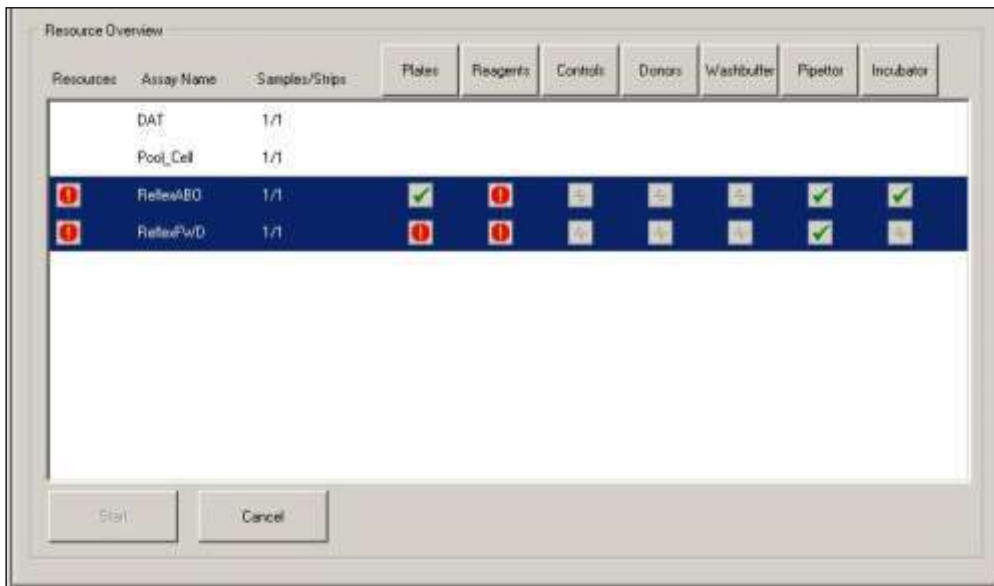 Resource Overview
Resources Assay Name Samples/Strips Plates Reagents Controls Donors Washbuffer Pipettor Incubator
DAT 1/1
Pool_Cell 1/1
ReflexABO 1/1
ReflexFWD 1/1
Start Cancel